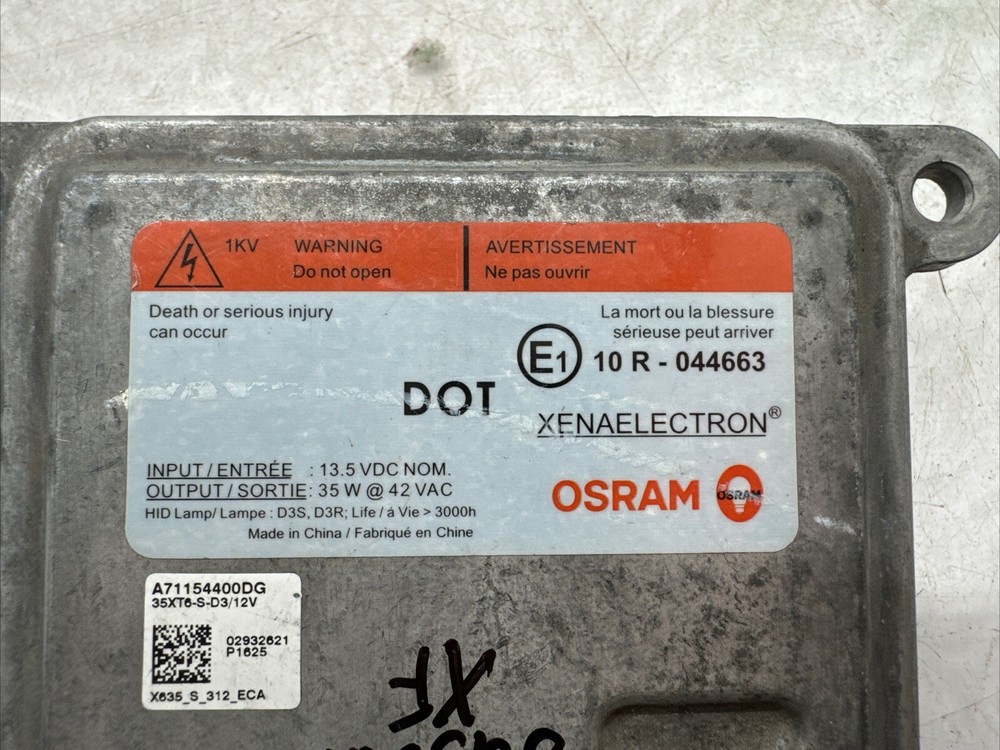 1KV WARNING
Do not open
AVERTISSEMENT
Ne pas ouvrir
Death or serious injury
can occur
La mort ou la blessure
sérieuse peut arriver
E1 10 R - 044663
DOT
XENAELECTRON®
INPUT / ENTRÉE : 13.5 VDC NOM.
OUTPUT / SORTIE : 35 W @ 42 VAC
HID Lamp / Lampe : D3S, D3R; Life / á Vie > 3000h
Made in China / Fabriqué en Chine
OSRAM OSRAM
A71154400DG
35XT6-S-D3/12V
02932621
P1625
X635_S_312_ECA